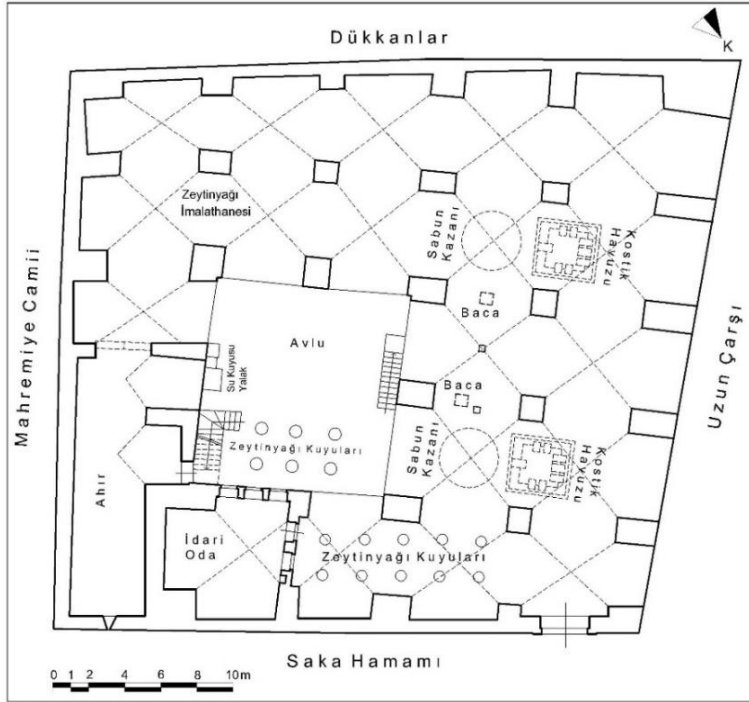 Dükkanlar
K
Zeytinyağı
İmalathanesi
Sabun
Kazanı
Kostik
Havuzu
Mahremiye Camii
Baca
Avlu
Uzun Çarşı
Su Kuyusu
Yalak
Baca
Zeytinyağı Kuyuları
Sabun
Kazanı
Kostik
Havuzu
Ahır
İdari
Oda
Zeytinyağı Kuyuları
Saka Hamamı
0 1 2 4 6 8 10m